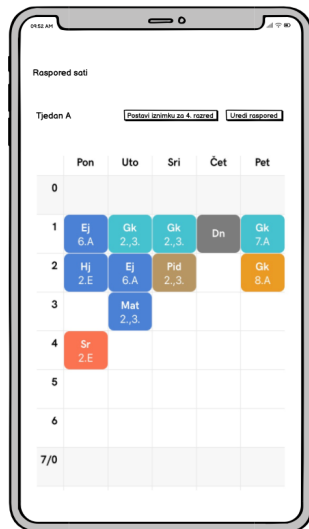 09:52 AM
Raspored sati
Tjedan A
Postavi iznimku za 4. razred
Uredi raspored
Pon Uto Sri Čet Pet
0
1 Ej Gk Gk Dn Gk
6.A 2.,3. 2.,3. 7.A
2 Hj Ej Pid Gk
2.E 6.A 2.,3. 8.A
3 Mat
2.,3.
4 Sr
2.E
5
6
7/0